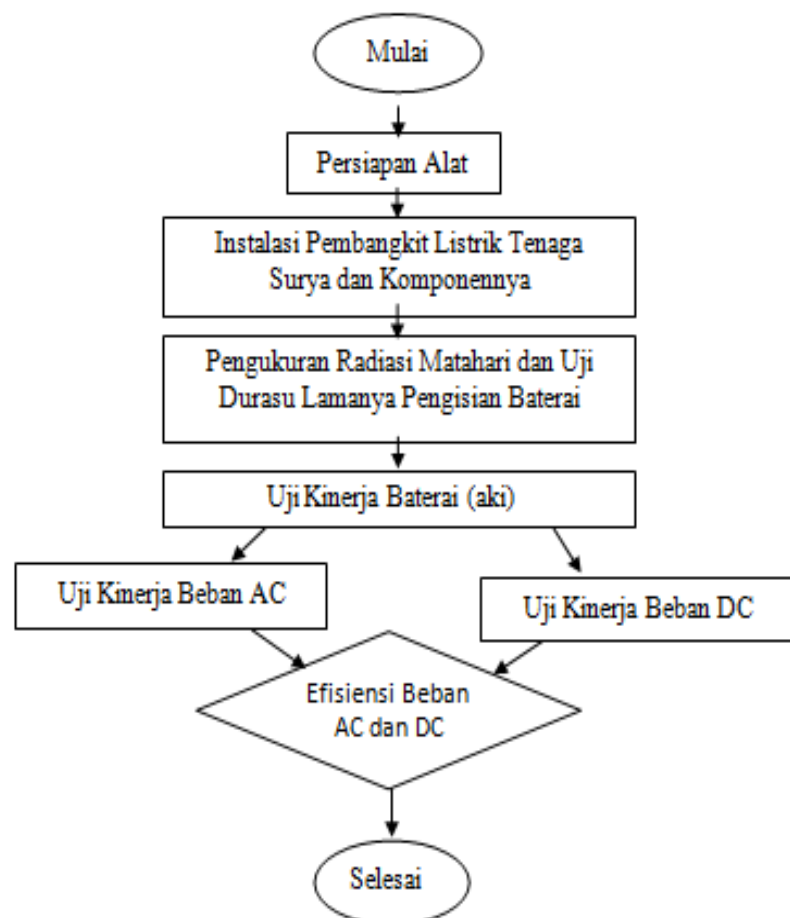 Mulai
Persiapan Alat
Instalasi Pembangkit Listrik Tenaga
Surya dan Komponennya
Pengukuran Radiasi Matahari dan Uji
Durasu Lamanya Pengisian Baterai
Uji Kinerja Baterai (aki)
Uji Kinerja Beban AC
Uji Kinerja Beban DC
Efisiensi Beban
AC dan DC
Selesai